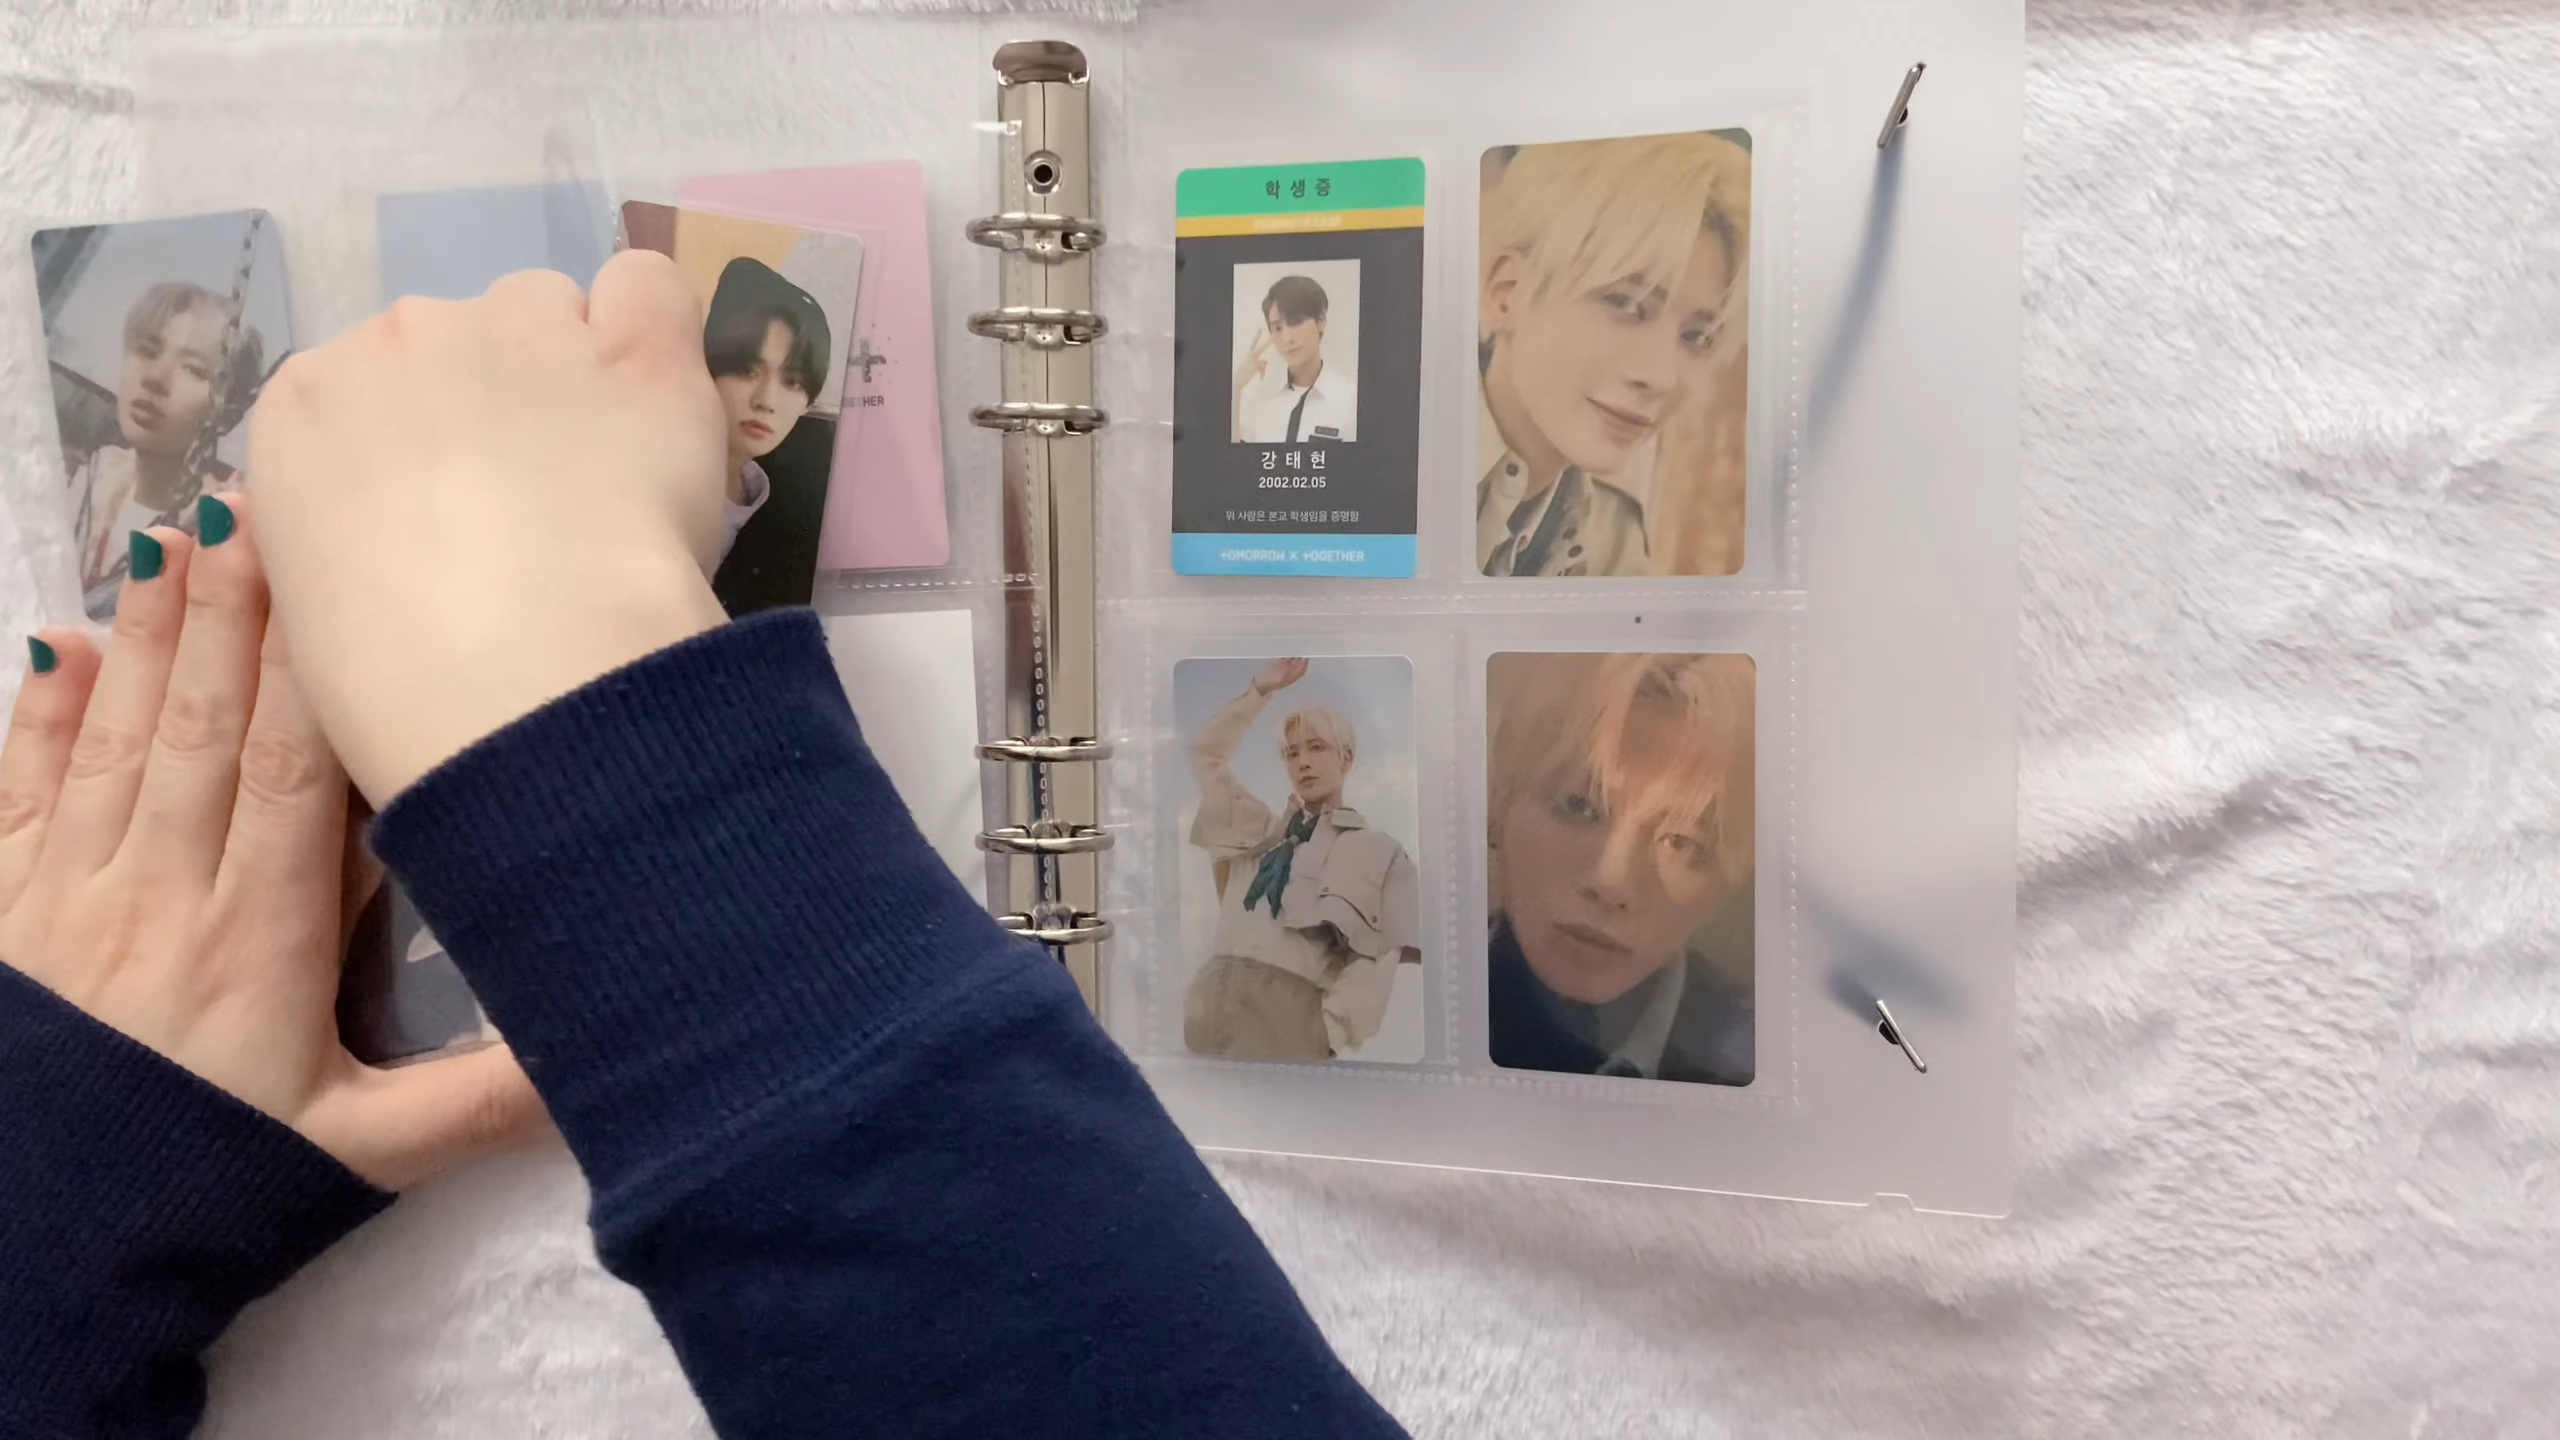 GETHER
학생증
강태현
2002.02.05
위 사람은 본교 학생임을 증명함
TOMORROW X TOGETHER